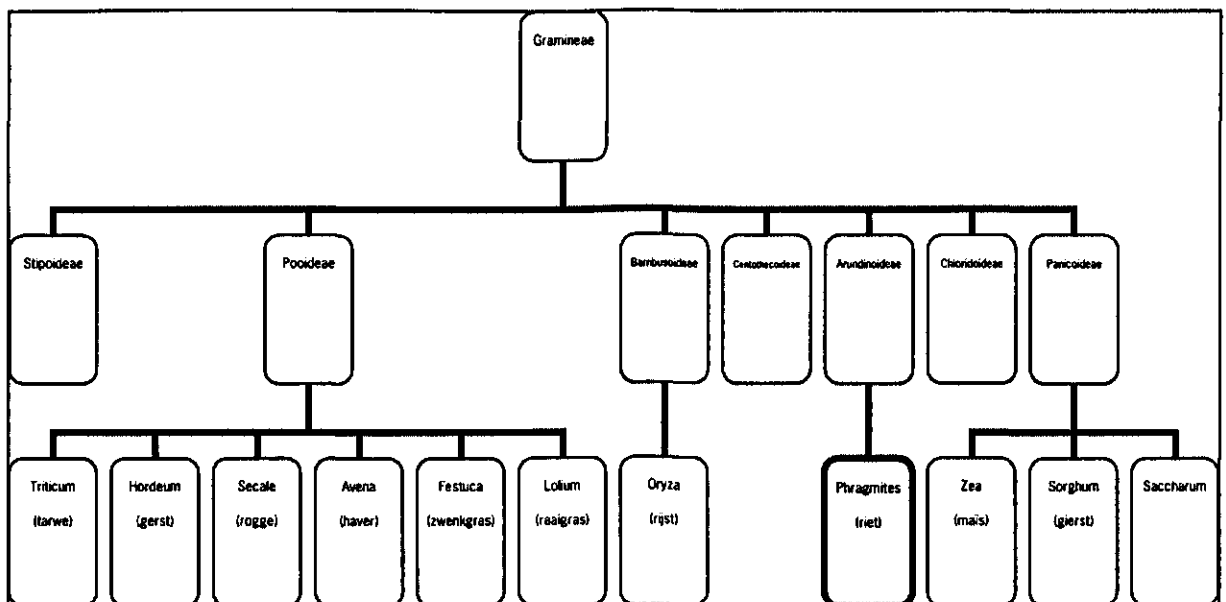 Gramineae
Stipoideae
Pooideae
Bambusoideae
Centothecoideae
Arundinoideae
Chloridoideae
Panicoideae
Triticum
(tarwe)
Hordeum
(gerst)
Secale
(rogge)
Avena
(haver)
Festuca
(zwenkgras)
Lolium
(raaigras)
Oryza
(rijst)
Phragmites
(riet)
Zea
(maïs)
Sorghum
(gierst)
Saccharum